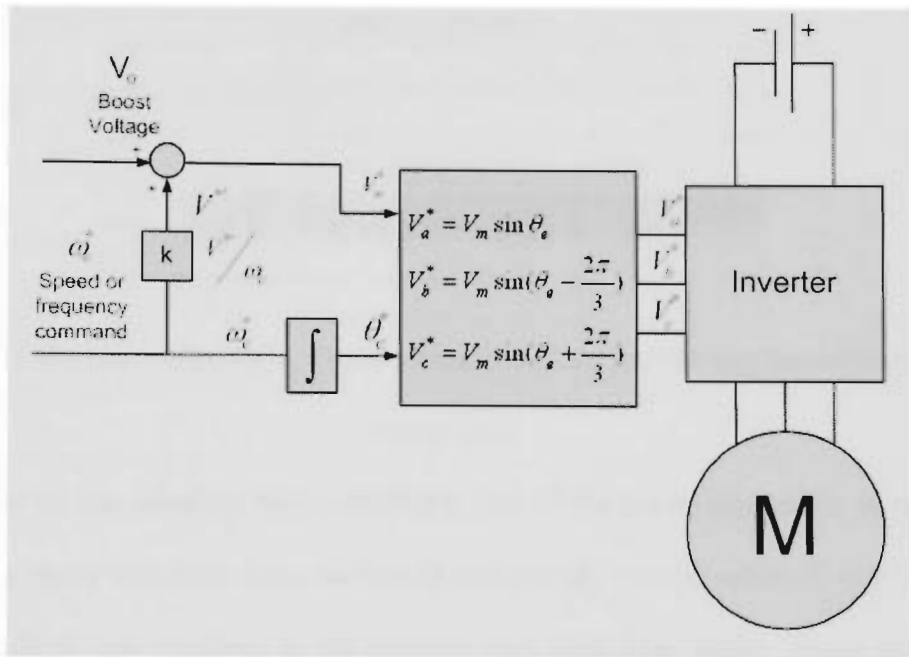 V_o
Boost
Voltage
k
Speed or
frequency
command
∫
V_a^* = V_m sin θ_e
V_b^* = V_m sin(θ_e − 2π/3)
V_c^* = V_m sin(θ_e + 2π/3)
− +
Inverter
M